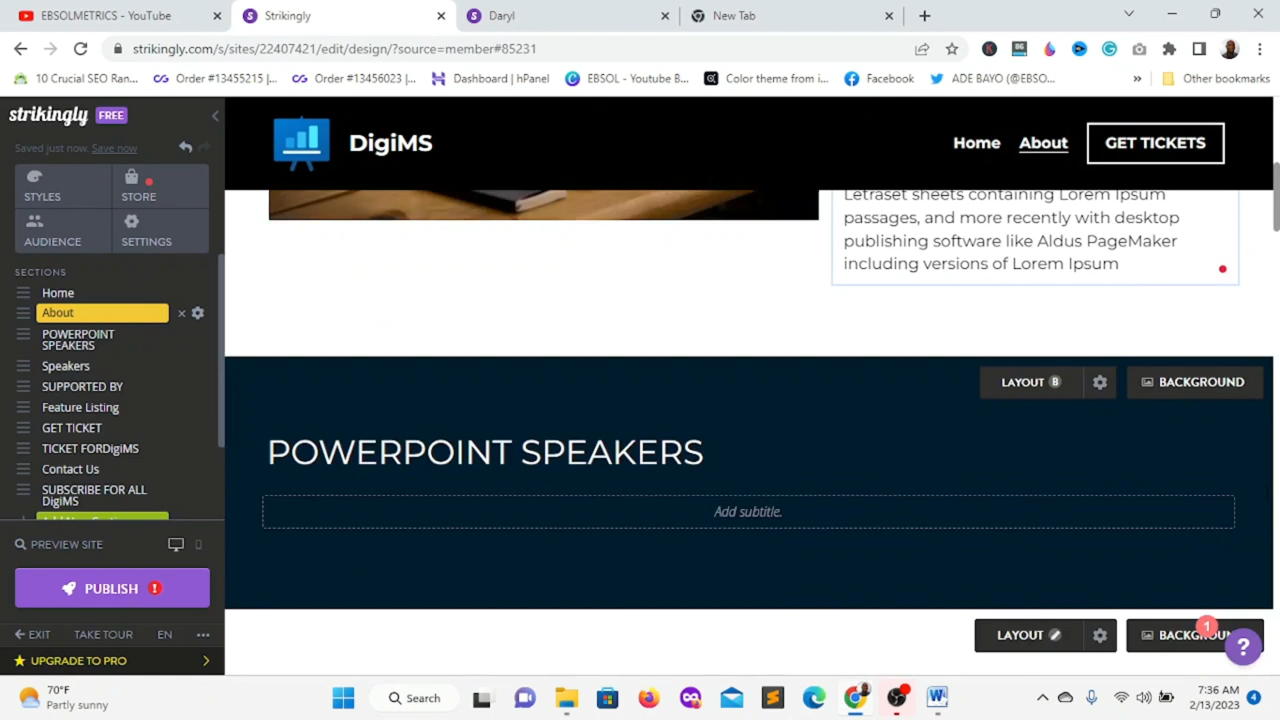 EBSOLMETRICS - YouTube
Strikingly
Daryl
New Tab
strikingly.com/s/sites/22407421/edit/design/?source=member#85231
10 Crucial SEO Ran...
Order #13455215 |...
Order #13456023 |...
Dashboard | hPanel
EBSOL - Youtube B...
Color theme from i...
Facebook
ADE BAYO (@EBSO...
»
Other bookmarks
strikingly FREE
Saved just now. Save now
STYLES
STORE
AUDIENCE
SETTINGS
SECTIONS
Home
About
POWERPOINT
SPEAKERS
Speakers
SUPPORTED BY
Feature Listing
GET TICKET
TICKET FORDigiMS
Contact Us
SUBSCRIBE FOR ALL
DigiMS
PREVIEW SITE
PUBLISH
EXIT
TAKE TOUR
EN
UPGRADE TO PRO
DigiMS
Home
About
GET TICKETS
Letraset sheets containing Lorem Ipsum
passages, and more recently with desktop
publishing software like Aldus PageMaker
including versions of Lorem Ipsum
LAYOUT B
BACKGROUND
POWERPOINT SPEAKERS
Add subtitle.
LAYOUT
BACKGROUN
1
?
70°F
Partly sunny
Search
7:36 AM
2/13/2023
4